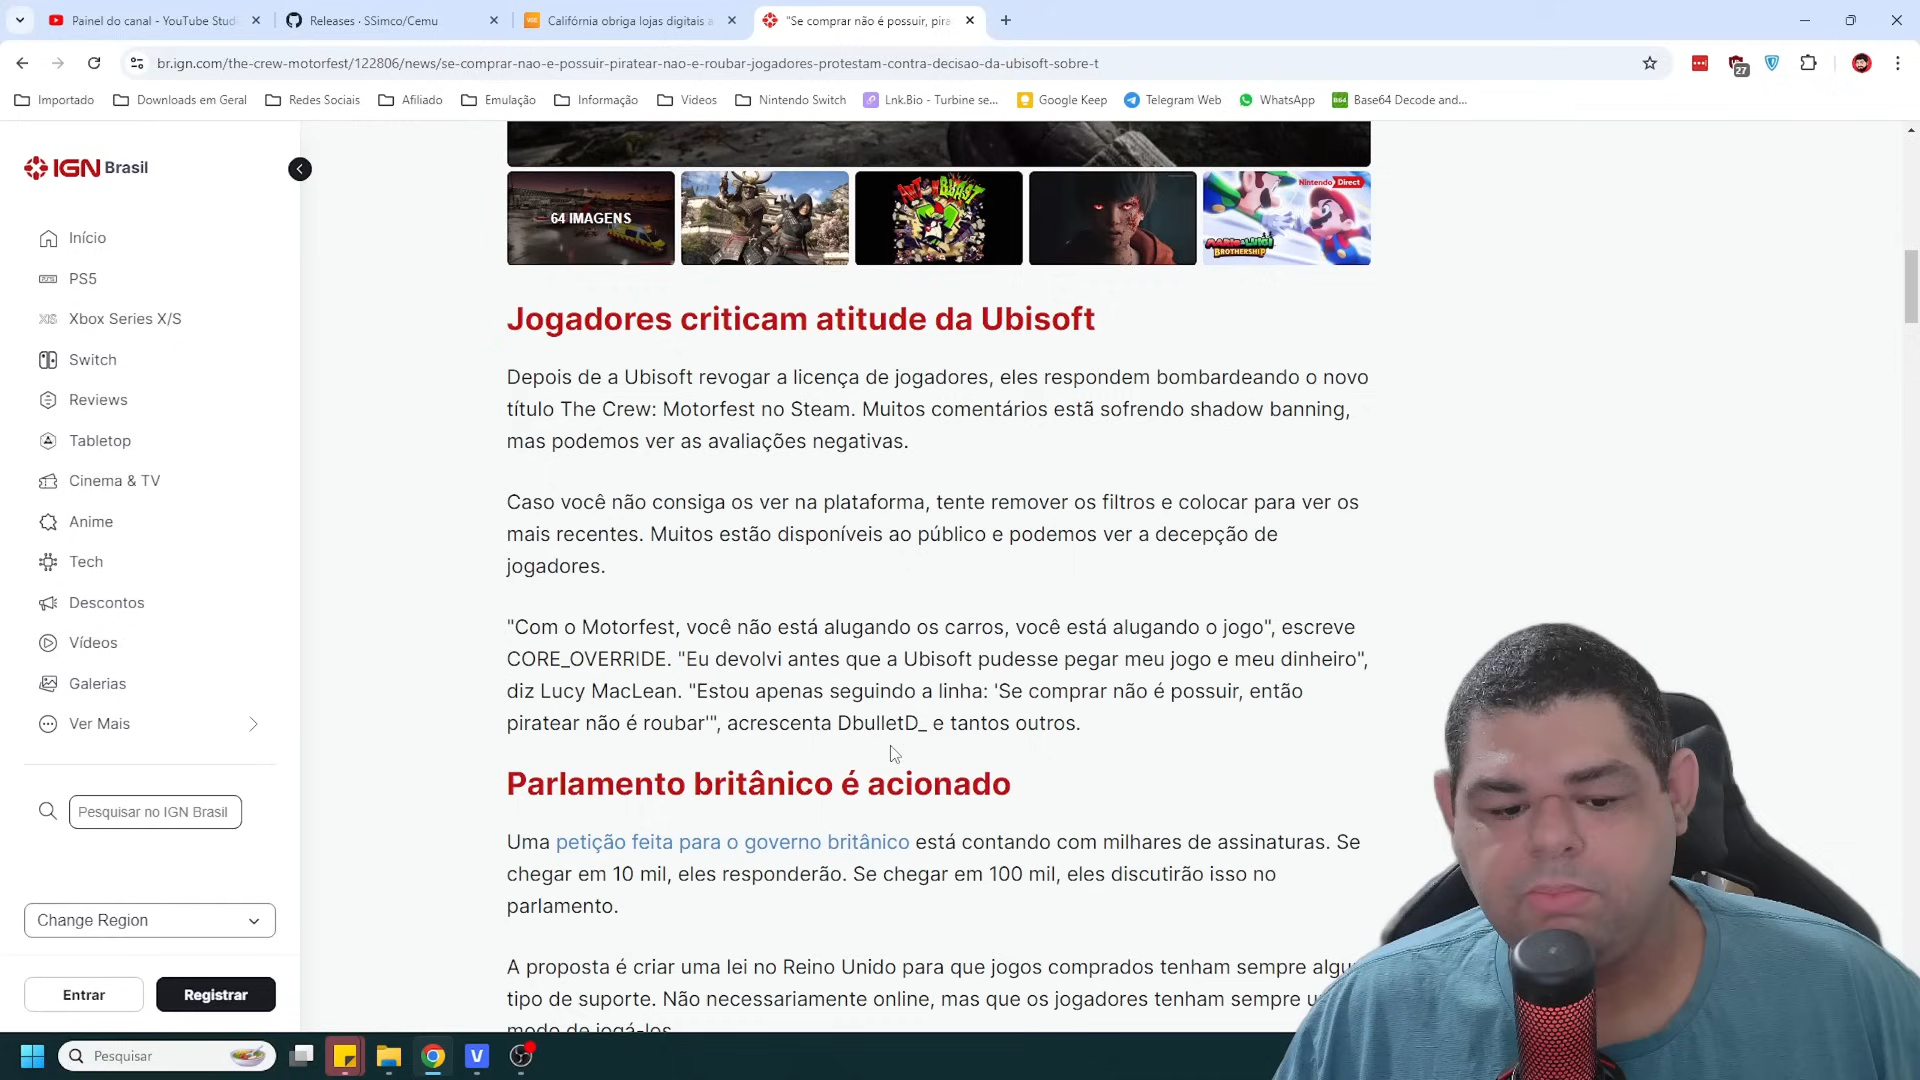 Painel do canal - YouTube Stud
Releases · SSimco/Cemu
Califórnia obriga lojas digitais a
"Se comprar não é possuir, pira
br.ign.com/the-crew-motorfest/122806/news/se-comprar-nao-e-possuir-piratear-nao-e-roubar-jogadores-protestam-contra-decisao-da-ubisoft-sobre-t
27
Importado
Downloads em Geral
Redes Sociais
Afiliado
Emulação
Informação
Videos
Nintendo Switch
Lnk.Bio - Turbine se...
Google Keep
Telegram Web
WhatsApp
Base64 Decode and...
IGN Brasil
Início
PS5
Xbox Series X/S
Switch
Reviews
Tabletop
Cinema & TV
Anime
Tech
Descontos
Vídeos
Galerias
Ver Mais
Pesquisar no IGN Brasil
Change Region
Entrar
Registrar
64 IMAGENS
Nintendo Direct
MARIO & LUIGI
BROTHERSHIP
Jogadores criticam atitude da Ubisoft
Depois de a Ubisoft revogar a licença de jogadores, eles respondem bombardeando o novo
título The Crew: Motorfest no Steam. Muitos comentários estã sofrendo shadow banning,
mas podemos ver as avaliações negativas.
Caso você não consiga os ver na plataforma, tente remover os filtros e colocar para ver os
mais recentes. Muitos estão disponíveis ao público e podemos ver a decepção de
jogadores.
"Com o Motorfest, você não está alugando os carros, você está alugando o jogo", escreve
CORE_OVERRIDE. "Eu devolvi antes que a Ubisoft pudesse pegar meu jogo e meu dinheiro",
diz Lucy MacLean. "Estou apenas seguindo a linha: 'Se comprar não é possuir, então
piratear não é roubar'", acrescenta DbulletD_ e tantos outros.
Parlamento britânico é acionado
Uma petição feita para o governo britânico está contando com milhares de assinaturas. Se
chegar em 10 mil, eles responderão. Se chegar em 100 mil, eles discutirão isso no
parlamento.
A proposta é criar uma lei no Reino Unido para que jogos comprados tenham sempre algu
tipo de suporte. Não necessariamente online, mas que os jogadores tenham sempre u
modo de jogá-los
Pesquisar